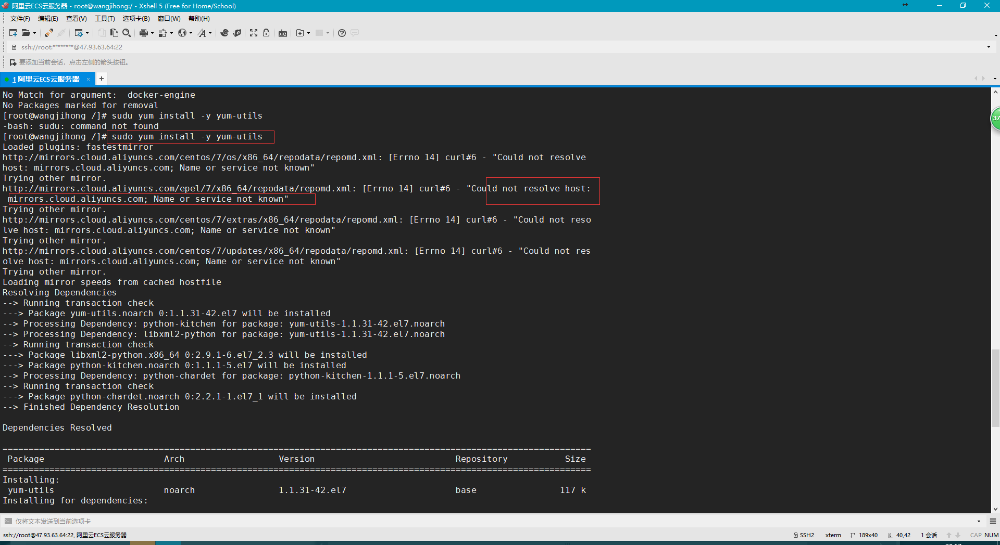 阿里云ECS云服务器 - root@wangjihong:/ - Xshell 5 (Free for Home/School)
文件(F) 编辑(E) 查看(V) 工具(T) 选项卡(B) 窗口(W) 帮助(H)
ssh://root:********@47.93.63.64:22
要添加当前会话，点击左侧的箭头按钮。
1 阿里云ECS云服务器 × +
No Match for argument:  docker-engine
No Packages marked for removal
[root@wangjihong /]# sudu yum install -y yum-utils
-bash: sudu: command not found
[root@wangjihong /]# sudo yum install -y yum-utils
Loaded plugins: fastestmirror
http://mirrors.cloud.aliyuncs.com/centos/7/os/x86_64/repodata/repomd.xml: [Errno 14] curl#6 - "Could not resolve
host: mirrors.cloud.aliyuncs.com; Name or service not known"
Trying other mirror.
http://mirrors.cloud.aliyuncs.com/epel/7/x86_64/repodata/repomd.xml: [Errno 14] curl#6 - "Could not resolve host:
 mirrors.cloud.aliyuncs.com; Name or service not known"
Trying other mirror.
http://mirrors.cloud.aliyuncs.com/centos/7/extras/x86_64/repodata/repomd.xml: [Errno 14] curl#6 - "Could not reso
lve host: mirrors.cloud.aliyuncs.com; Name or service not known"
Trying other mirror.
http://mirrors.cloud.aliyuncs.com/centos/7/updates/x86_64/repodata/repomd.xml: [Errno 14] curl#6 - "Could not res
olve host: mirrors.cloud.aliyuncs.com; Name or service not known"
Trying other mirror.
Loading mirror speeds from cached hostfile
Resolving Dependencies
--> Running transaction check
---> Package yum-utils.noarch 0:1.1.31-42.el7 will be installed
--> Processing Dependency: python-kitchen for package: yum-utils-1.1.31-42.el7.noarch
--> Processing Dependency: libxml2-python for package: yum-utils-1.1.31-42.el7.noarch
--> Running transaction check
---> Package libxml2-python.x86_64 0:2.9.1-6.el7_2.3 will be installed
---> Package python-kitchen.noarch 0:1.1.1-5.el7 will be installed
--> Processing Dependency: python-chardet for package: python-kitchen-1.1.1-5.el7.noarch
--> Running transaction check
---> Package python-chardet.noarch 0:2.2.1-1.el7_1 will be installed
--> Finished Dependency Resolution
Dependencies Resolved
=================================================================================================================
 Package                       Arch                  Version                           Repository           Size
=================================================================================================================
Installing:
 yum-utils                     noarch                1.1.31-42.el7                     base                117 k
Installing for dependencies:
37
仅将文本发送到当前选项卡
ssh://root@47.93.63.64:22, 阿里云ECS云服务器 SSH2 xterm 189x40 40,42 1 会话 CAP NUM